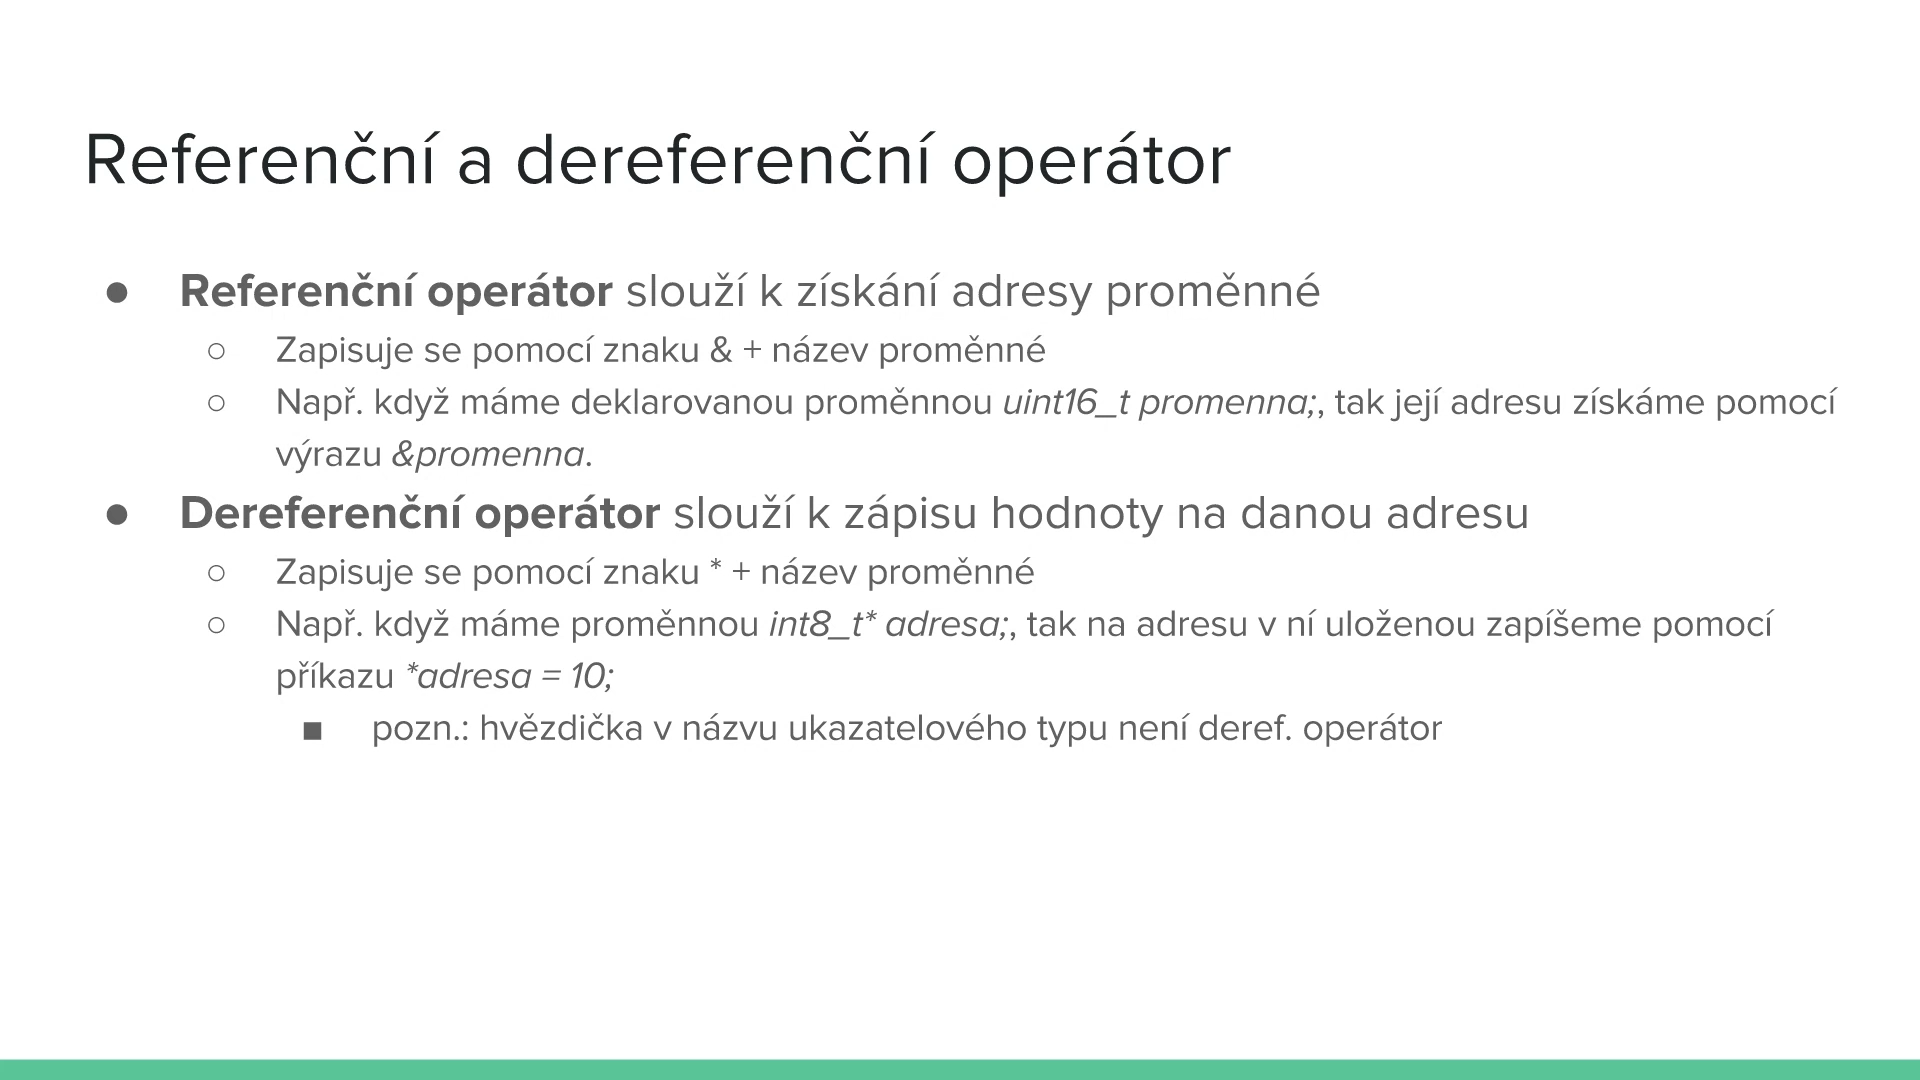 Referenční a dereferenční operátor
● Referenční operátor slouží k získání adresy proměnné
○ Zapisuje se pomocí znaku & + název proměnné
○ Např. když máme deklarovanou proměnnou uint16_t promenna;, tak její adresu získáme pomocí
výrazu &promenna.
● Dereferenční operátor slouží k zápisu hodnoty na danou adresu
○ Zapisuje se pomocí znaku * + název proměnné
○ Např. když máme proměnnou int8_t* adresa;, tak na adresu v ní uloženou zapíšeme pomocí
příkazu *adresa = 10;
■ pozn.: hvězdička v názvu ukazatelového typu není deref. operátor